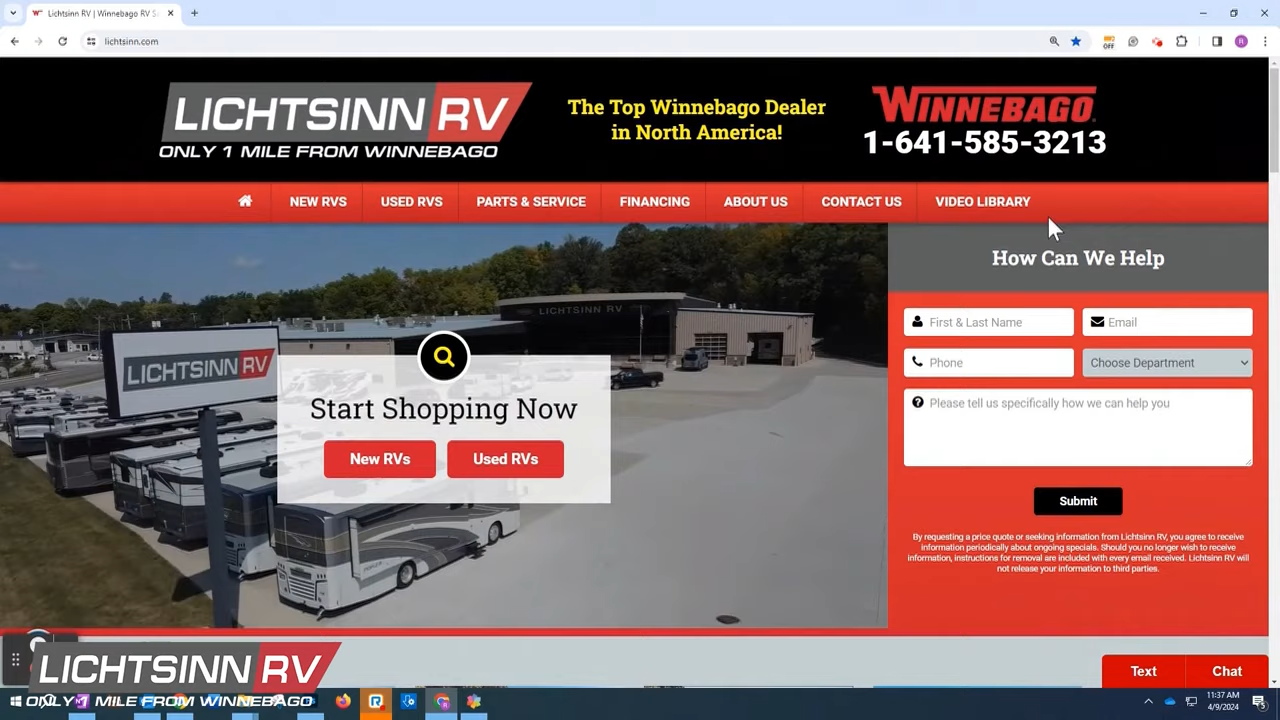 Lichtsinn RV | Winnebago RV S
lichtsinn.com
OFF
R
LICHTSINN RV
ONLY 1 MILE FROM WINNEBAGO
The Top Winnebago Dealer
in North America!
WINNEBAGO
1-641-585-3213
NEW RVS
USED RVS
PARTS & SERVICE
FINANCING
ABOUT US
CONTACT US
VIDEO LIBRARY
LICHTSINN RV
LICHTSINN RV
Start Shopping Now
New RVs
Used RVs
How Can We Help
First & Last Name
Email
Phone
Choose Department
Please tell us specifically how we can help you
Submit
By requesting a price quote or seeking information from Lichtsinn RV, you agree to receive
information periodically about ongoing specials. Should you no longer wish to receive
information, instructions for removal are included with every email received. Lichtsinn RV will
not release your information to third parties.
Text
Chat
LICHTSINN RV
ONLY 1 MILE FROM WINNEBAGO
11:37 AM
4/9/2024